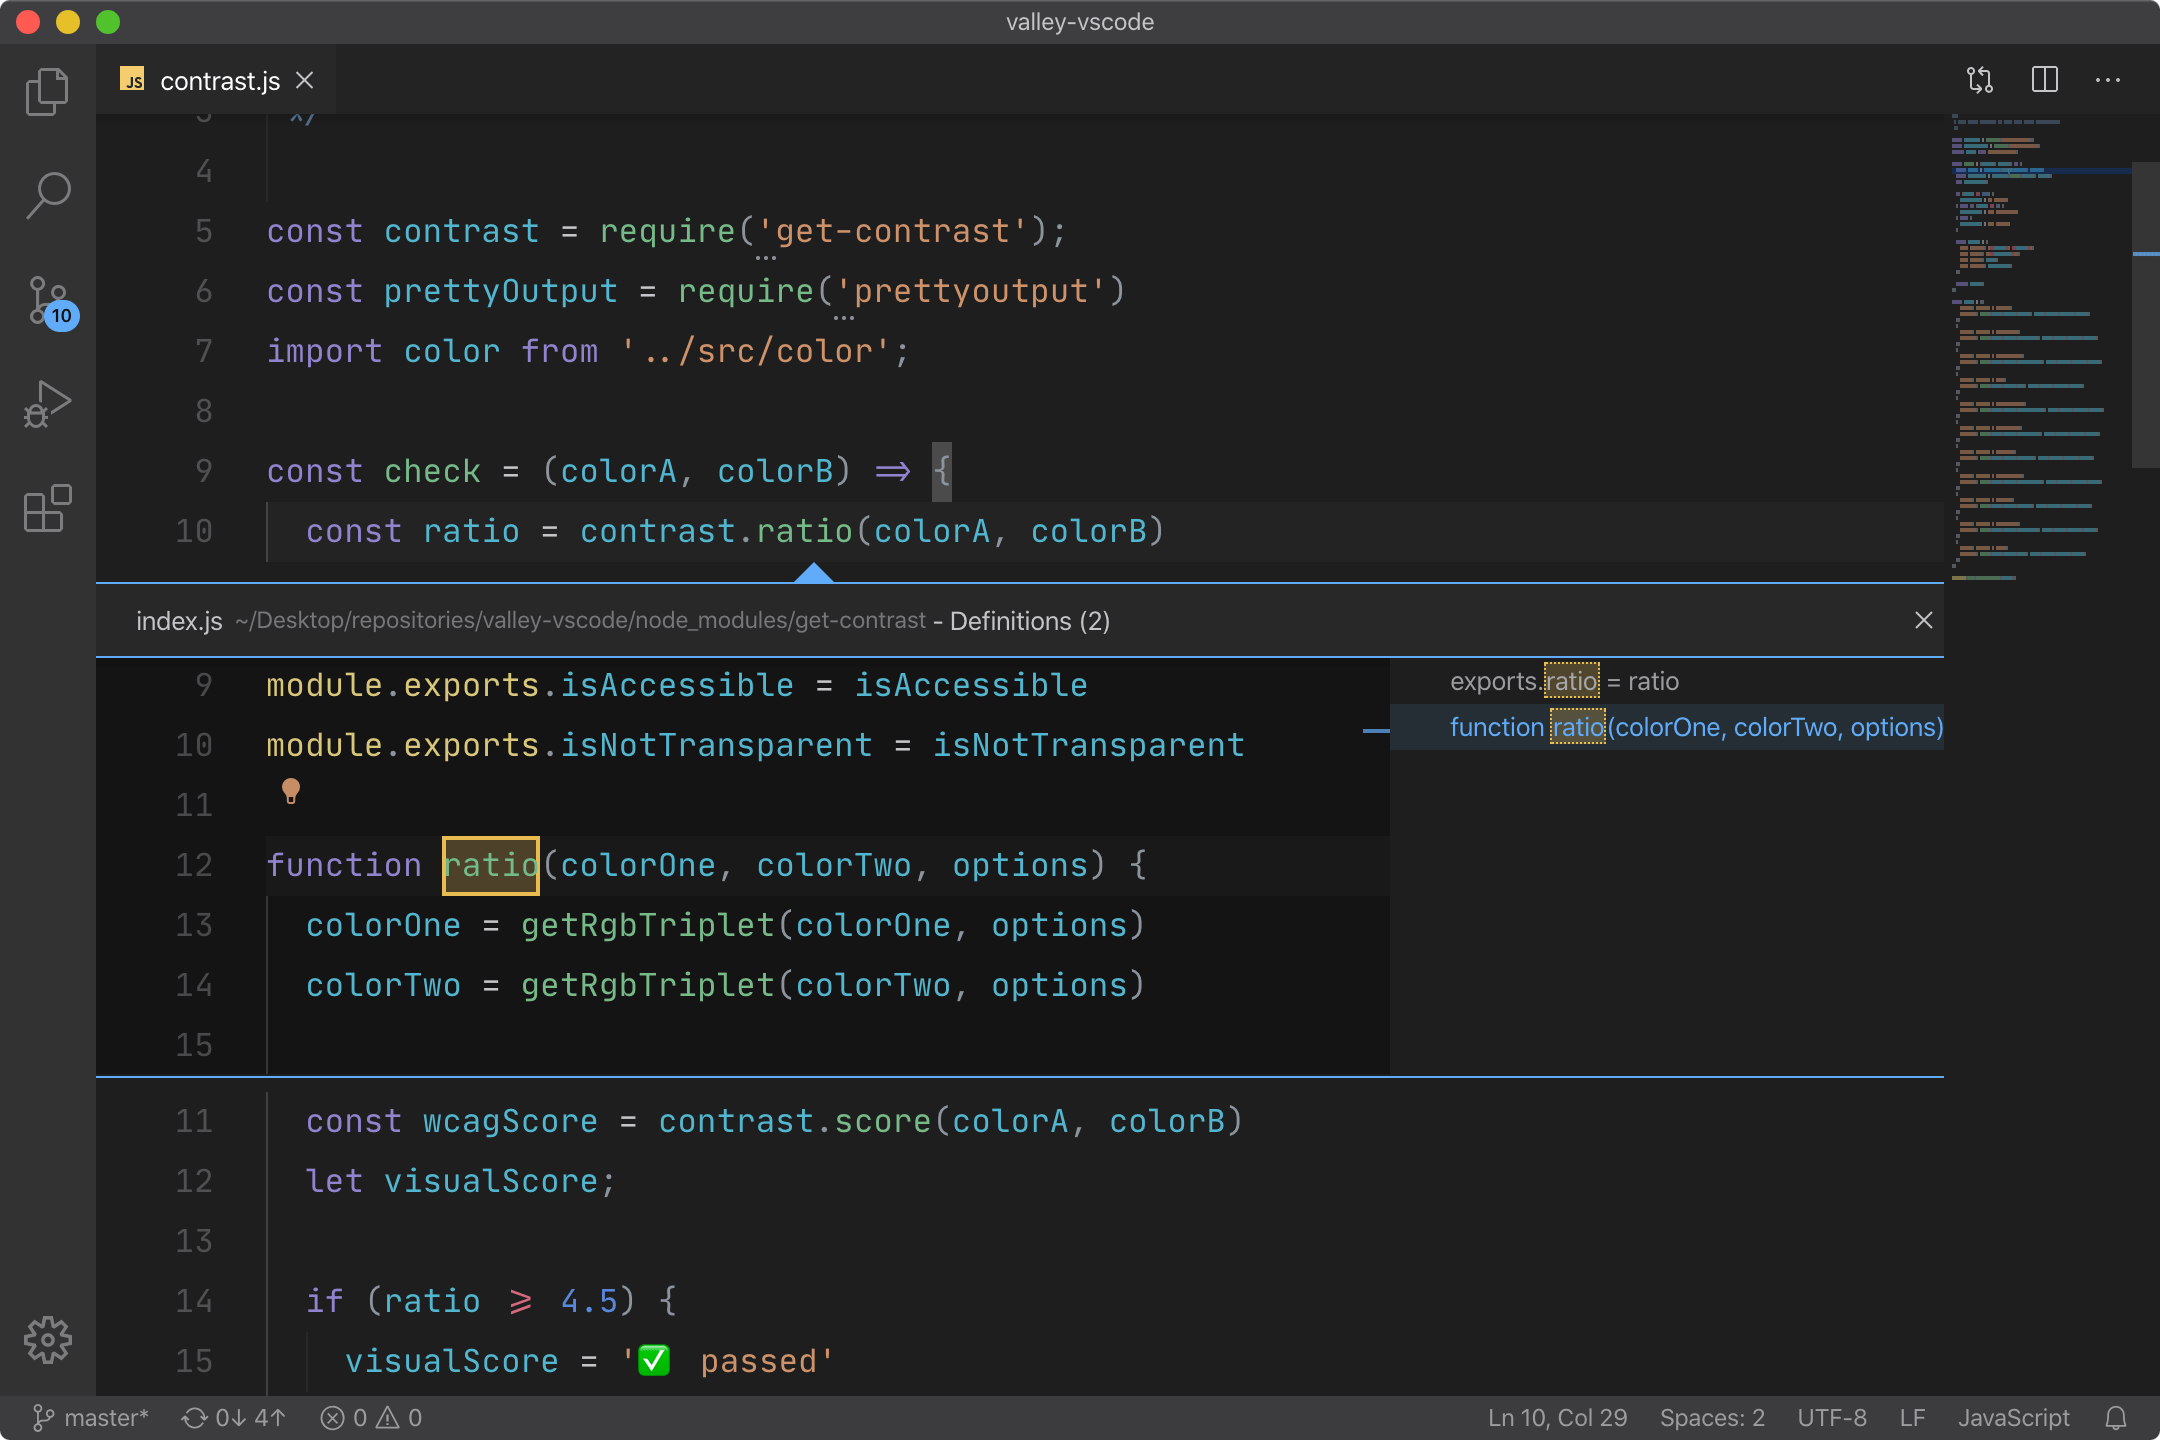 valley-vscode
JS contrast.js
3 */
4
5 const contrast = require('get-contrast');
6 const prettyOutput = require('prettyoutput')
7 import color from '../src/color';
8
9 const check = (colorA, colorB) => {
10 const ratio = contrast.ratio(colorA, colorB)
10
index.js ~/Desktop/repositories/valley-vscode/node_modules/get-contrast - Definitions (2)
9 module.exports.isAccessible = isAccessible
10 module.exports.isNotTransparent = isNotTransparent
11
12 function ratio(colorOne, colorTwo, options) {
13 colorOne = getRgbTriplet(colorOne, options)
14 colorTwo = getRgbTriplet(colorTwo, options)
15
exports.ratio = ratio
function ratio(colorOne, colorTwo, options)
11 const wcagScore = contrast.score(colorA, colorB)
12 let visualScore;
13
14 if (ratio >= 4.5) {
15 visualScore = '✅ passed'
master* 0↓ 4↑ 0 0 Ln 10, Col 29 Spaces: 2 UTF-8 LF JavaScript